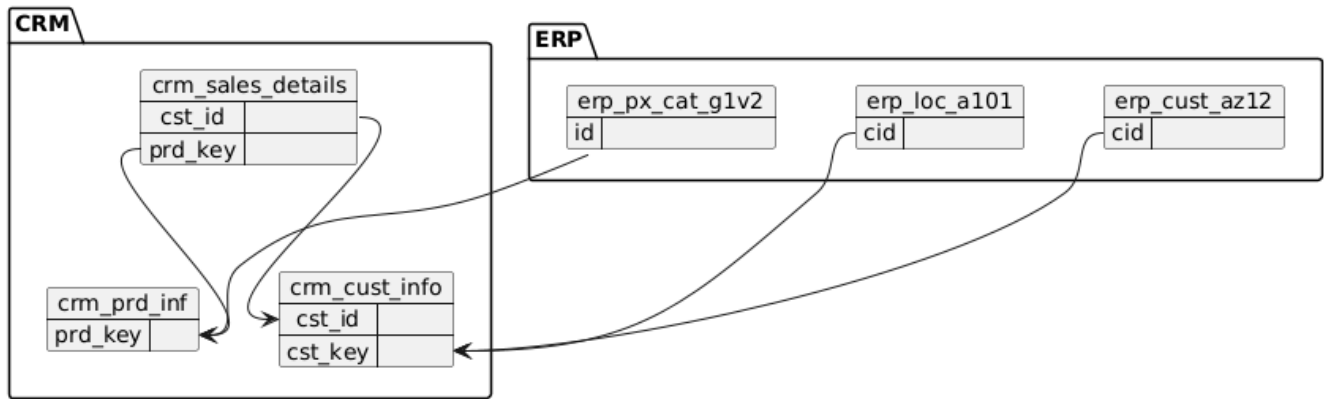 CRM
crm_sales_details
cst_id
prd_key
crm_prd_inf
prd_key
crm_cust_info
cst_id
cst_key
ERP
erp_px_cat_g1v2
id
erp_loc_a101
cid
erp_cust_az12
cid